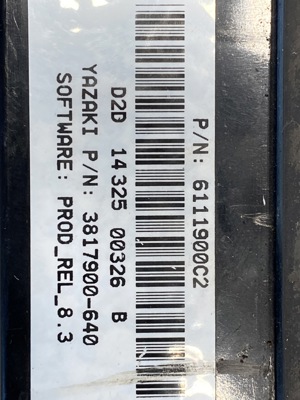 P/N: 6111900C2
D2D 14325 00326 B
YAZAKI P/N: 3817900-640
SOFTWARE: PROD_REL_8.3